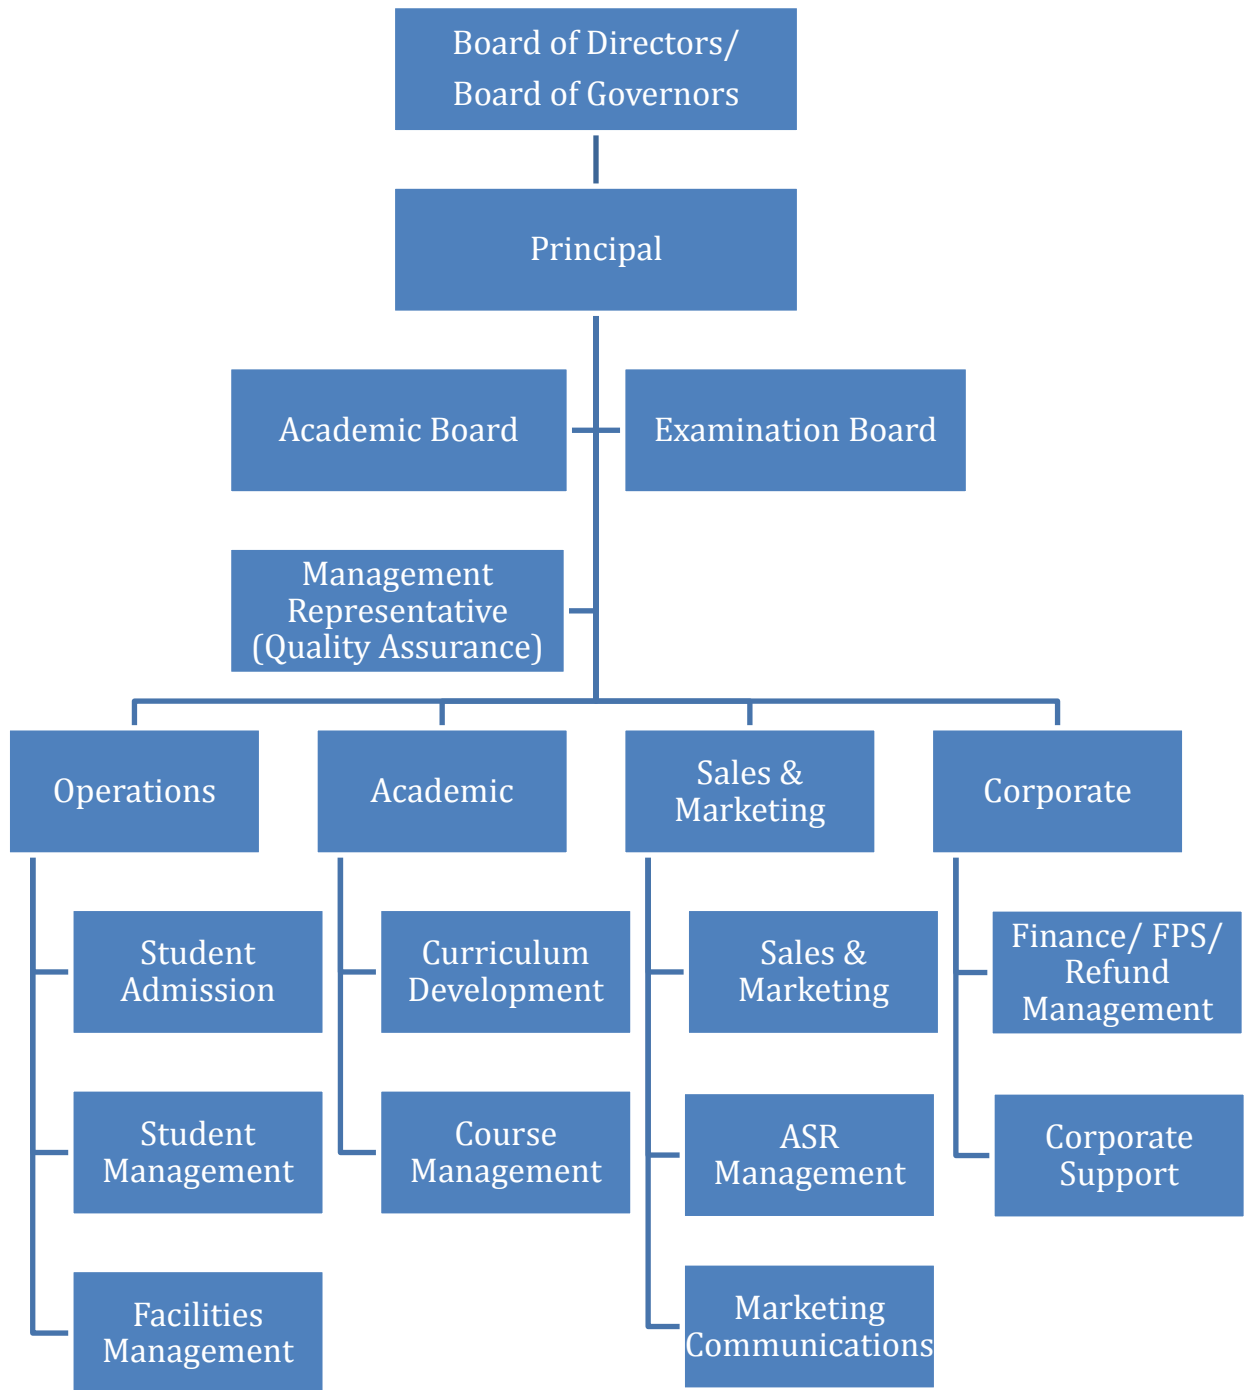 Board of Directors/
Board of Governors
Principal
Academic Board
Examination Board
Management
Representative
(Quality Assurance)
Operations
Academic
Sales &
Marketing
Corporate
Student
Admission
Curriculum
Development
Sales &
Marketing
Finance/ FPS/
Refund
Management
Student
Management
Course
Management
ASR
Management
Corporate
Support
Facilities
Management
Marketing
Communications